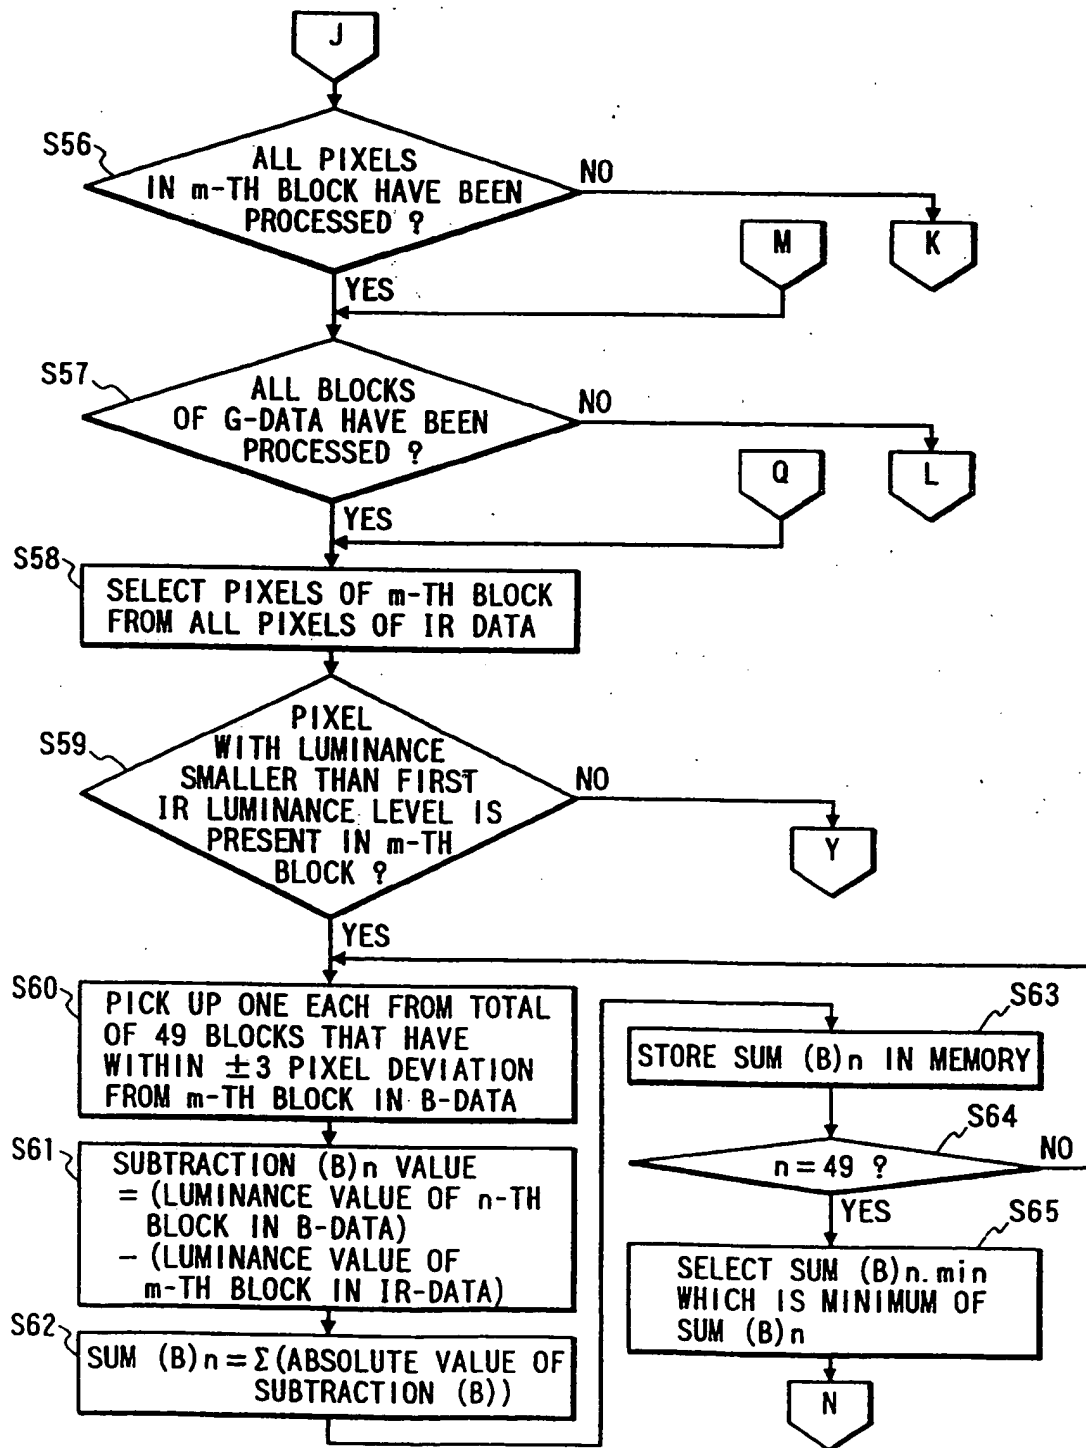 J
S56
ALL PIXELS
IN m-TH BLOCK HAVE BEEN
PROCESSED ?
NO
YES
M
K
S57
ALL BLOCKS
OF G-DATA HAVE BEEN
PROCESSED ?
NO
YES
Q
L
S58
SELECT PIXELS OF m-TH BLOCK
FROM ALL PIXELS OF IR DATA
S59
PIXEL
WITH LUMINANCE
SMALLER THAN FIRST
IR LUMINANCE LEVEL IS
PRESENT IN m-TH
BLOCK ?
NO
Y
YES
S60
PICK UP ONE EACH FROM TOTAL
OF 49 BLOCKS THAT HAVE
WITHIN ±3 PIXEL DEVIATION
FROM m-TH BLOCK IN B-DATA
S61
SUBTRACTION (B)n VALUE
= (LUMINANCE VALUE OF n-TH
BLOCK IN B-DATA)
- (LUMINANCE VALUE OF
m-TH BLOCK IN IR-DATA)
S62
SUM (B)n = Σ(ABSOLUTE VALUE OF
SUBTRACTION (B))
S63
STORE SUM (B)n IN MEMORY
S64
n = 49 ?
NO
YES
S65
SELECT SUM (B)n.min
WHICH IS MINIMUM OF
SUM (B)n
N